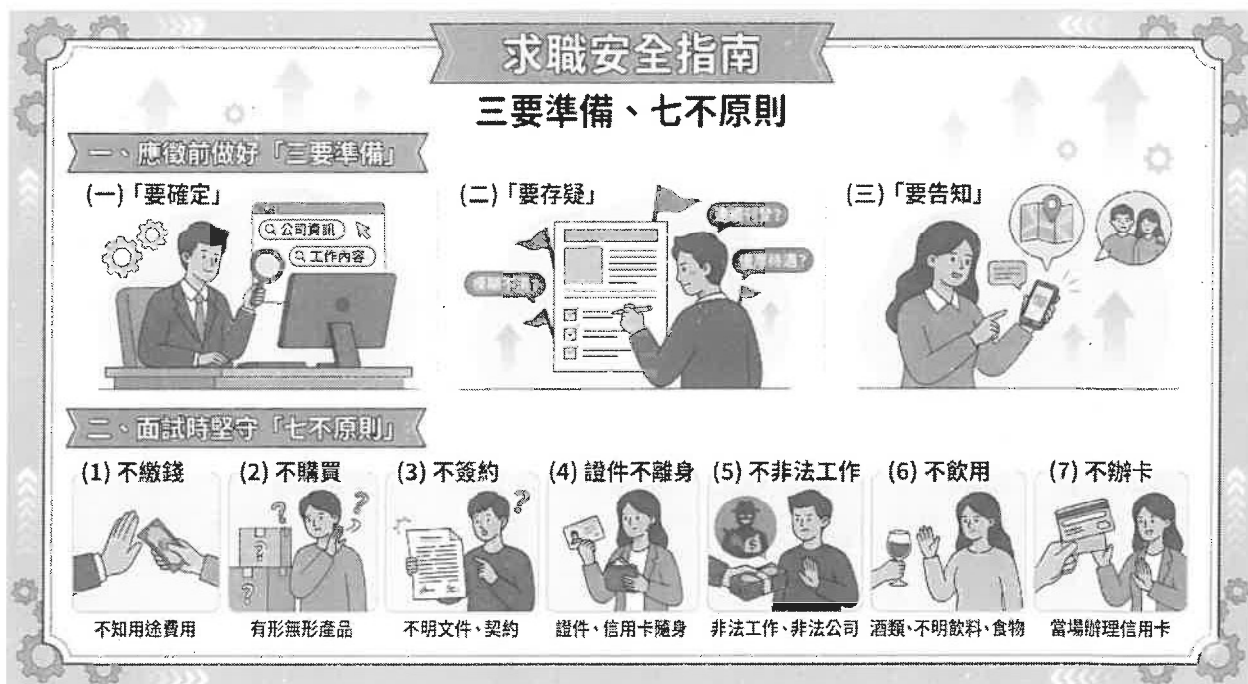 求職安全指南
三要準備、七不原則
一、應徵前做好「三要準備」
(一)「要確定」
公司資訊
工作內容
(二)「要存疑」
(三)「要告知」
二、面試時堅守「七不原則」
(1) 不繳錢
不知用途費用
(2) 不購買
有形無形產品
(3) 不簽約
不明文件、契約
(4) 證件不離身
證件、信用卡隨身
(5) 不非法工作
非法工作、非法公司
(6) 不飲用
酒類、不明飲料、食物
(7) 不辦卡
當場辦理信用卡